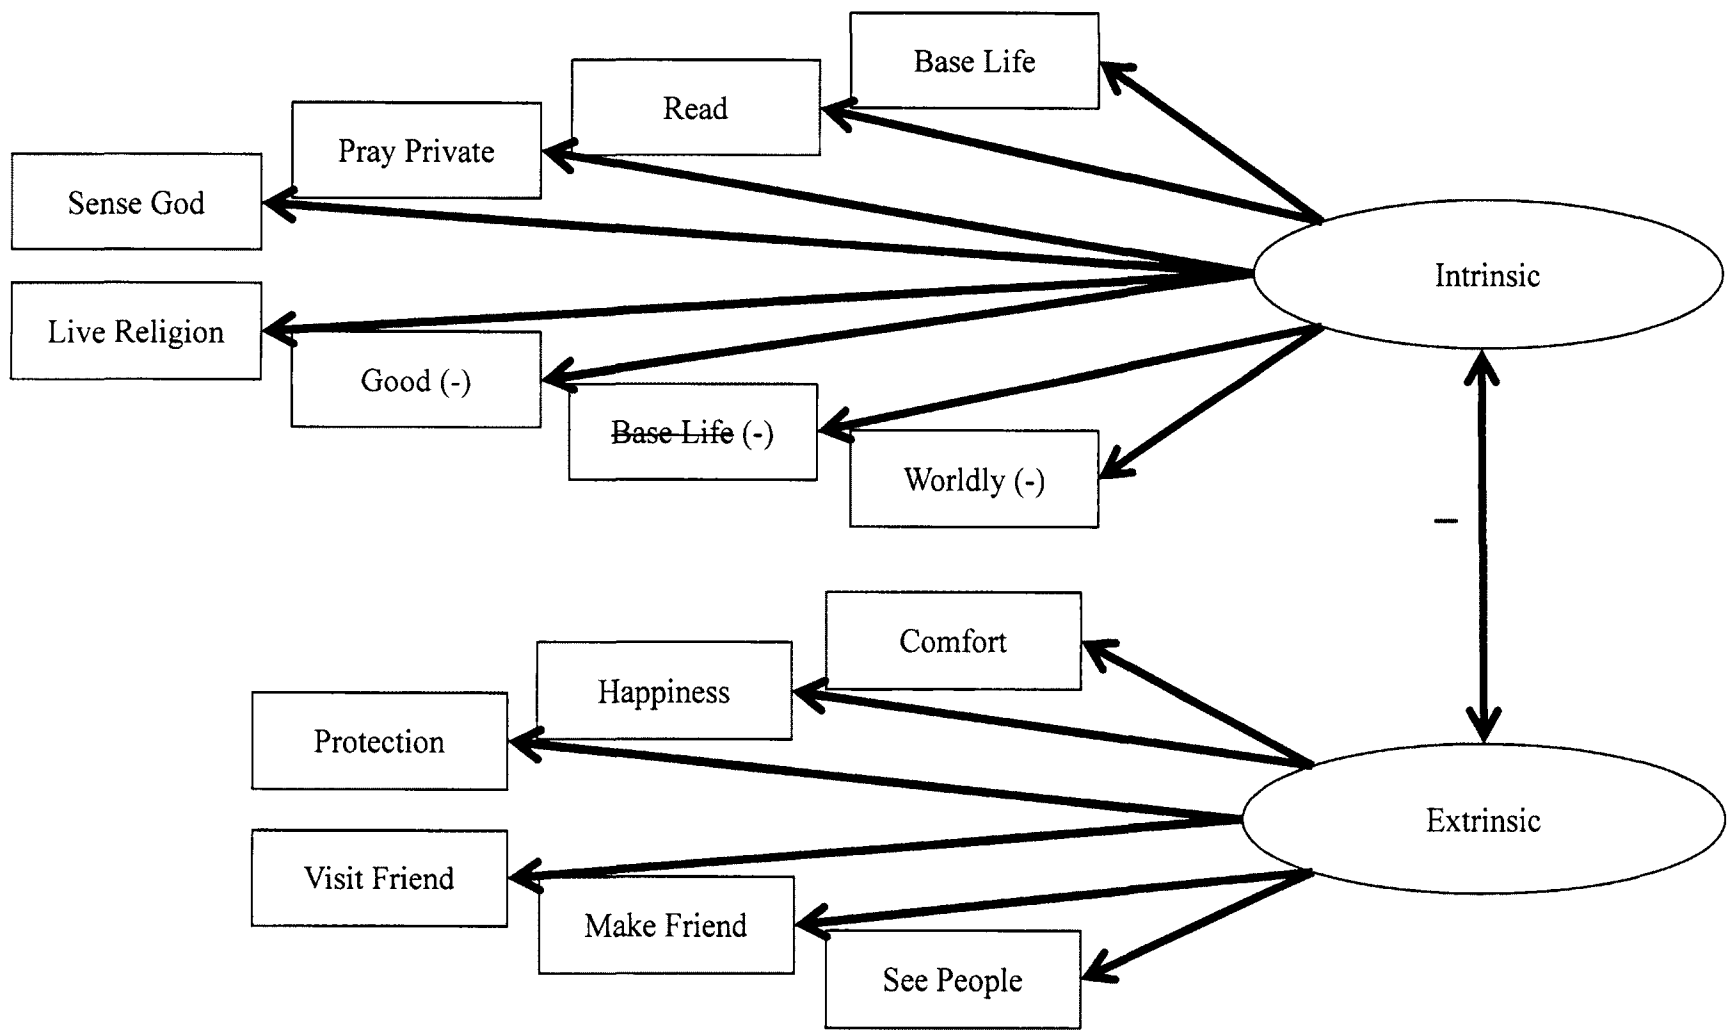 Base Life
Read
Pray Private
Sense God
Intrinsic
Live Religion
Good (-)
Base Life (-)
Worldly (-)
–
Comfort
Happiness
Protection
Extrinsic
Visit Friend
Make Friend
See People